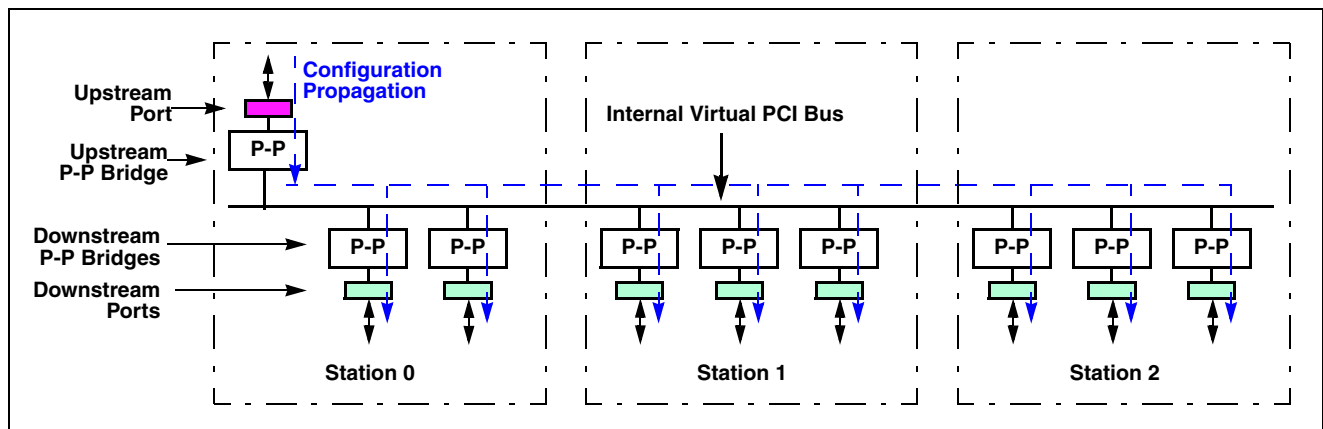 Configuration
Propagation
Upstream
Port
Internal Virtual PCI Bus
P-P
Upstream
P-P Bridge
Downstream
P-P Bridges
P-P
P-P
P-P
P-P
P-P
P-P
P-P
P-P
Downstream
Ports
Station 0
Station 1
Station 2